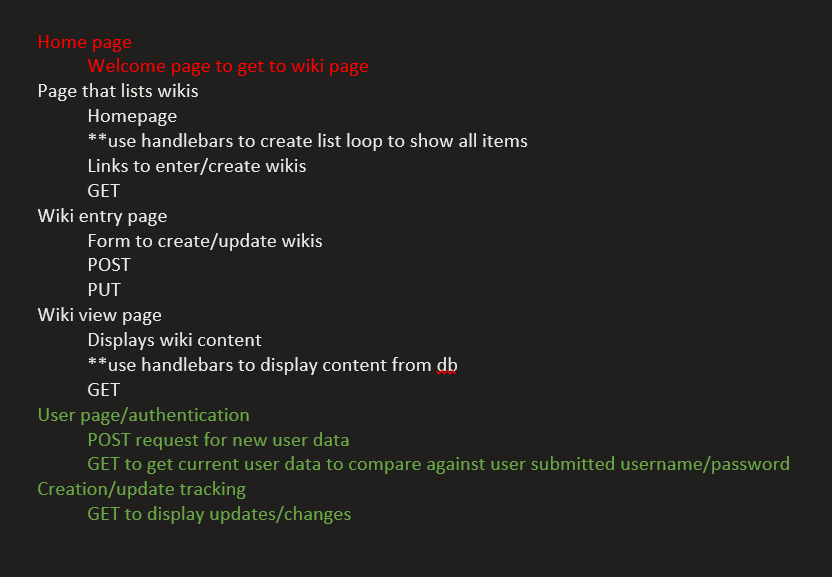 Home page
Welcome page to get to wiki page
Page that lists wikis
Homepage
**use handlebars to create list loop to show all items
Links to enter/create wikis
GET
Wiki entry page
Form to create/update wikis
POST
PUT
Wiki view page
Displays wiki content
**use handlebars to display content from db
GET
User page/authentication
POST request for new user data
GET to get current user data to compare against user submitted username/password
Creation/update tracking
GET to display updates/changes